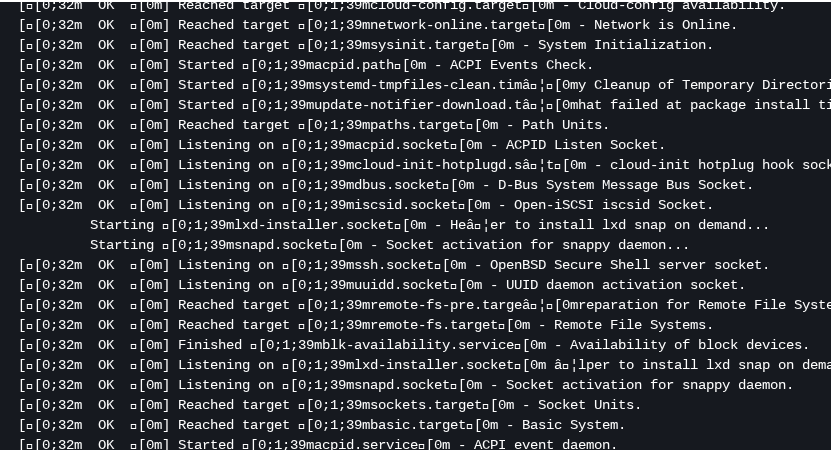 [▫[0;32m  OK  ▫[0m] Reached target ▫[0;1;39mcloud-config.target▫[0m - Cloud-config availability.
[▫[0;32m  OK  ▫[0m] Reached target ▫[0;1;39mnetwork-online.target▫[0m - Network is Online.
[▫[0;32m  OK  ▫[0m] Reached target ▫[0;1;39msysinit.target▫[0m - System Initialization.
[▫[0;32m  OK  ▫[0m] Started ▫[0;1;39macpid.path▫[0m - ACPI Events Check.
[▫[0;32m  OK  ▫[0m] Started ▫[0;1;39msystemd-tmpfiles-clean.timâ▫¦▫[0my Cleanup of Temporary Directori
[▫[0;32m  OK  ▫[0m] Started ▫[0;1;39mupdate-notifier-download.tâ▫¦▫[0mhat failed at package install ti
[▫[0;32m  OK  ▫[0m] Reached target ▫[0;1;39mpaths.target▫[0m - Path Units.
[▫[0;32m  OK  ▫[0m] Listening on ▫[0;1;39macpid.socket▫[0m - ACPID Listen Socket.
[▫[0;32m  OK  ▫[0m] Listening on ▫[0;1;39mcloud-init-hotplugd.sâ▫¦t▫[0m - cloud-init hotplug hook sock
[▫[0;32m  OK  ▫[0m] Listening on ▫[0;1;39mdbus.socket▫[0m - D-Bus System Message Bus Socket.
[▫[0;32m  OK  ▫[0m] Listening on ▫[0;1;39miscsid.socket▫[0m - Open-iSCSI iscsid Socket.
         Starting ▫[0;1;39mlxd-installer.socket▫[0m - Heâ▫¦er to install lxd snap on demand...
         Starting ▫[0;1;39msnapd.socket▫[0m - Socket activation for snappy daemon...
[▫[0;32m  OK  ▫[0m] Listening on ▫[0;1;39mssh.socket▫[0m - OpenBSD Secure Shell server socket.
[▫[0;32m  OK  ▫[0m] Listening on ▫[0;1;39muuidd.socket▫[0m - UUID daemon activation socket.
[▫[0;32m  OK  ▫[0m] Reached target ▫[0;1;39mremote-fs-pre.targeâ▫¦▫[0mreparation for Remote File Syste
[▫[0;32m  OK  ▫[0m] Reached target ▫[0;1;39mremote-fs.target▫[0m - Remote File Systems.
[▫[0;32m  OK  ▫[0m] Finished ▫[0;1;39mblk-availability.service▫[0m - Availability of block devices.
[▫[0;32m  OK  ▫[0m] Listening on ▫[0;1;39mlxd-installer.socket▫[0m â▫¦lper to install lxd snap on dema
[▫[0;32m  OK  ▫[0m] Listening on ▫[0;1;39msnapd.socket▫[0m - Socket activation for snappy daemon.
[▫[0;32m  OK  ▫[0m] Reached target ▫[0;1;39msockets.target▫[0m - Socket Units.
[▫[0;32m  OK  ▫[0m] Reached target ▫[0;1;39mbasic.target▫[0m - Basic System.
[▫[0;32m  OK  ▫[0m] Started ▫[0;1;39macpid.service▫[0m - ACPI event daemon.